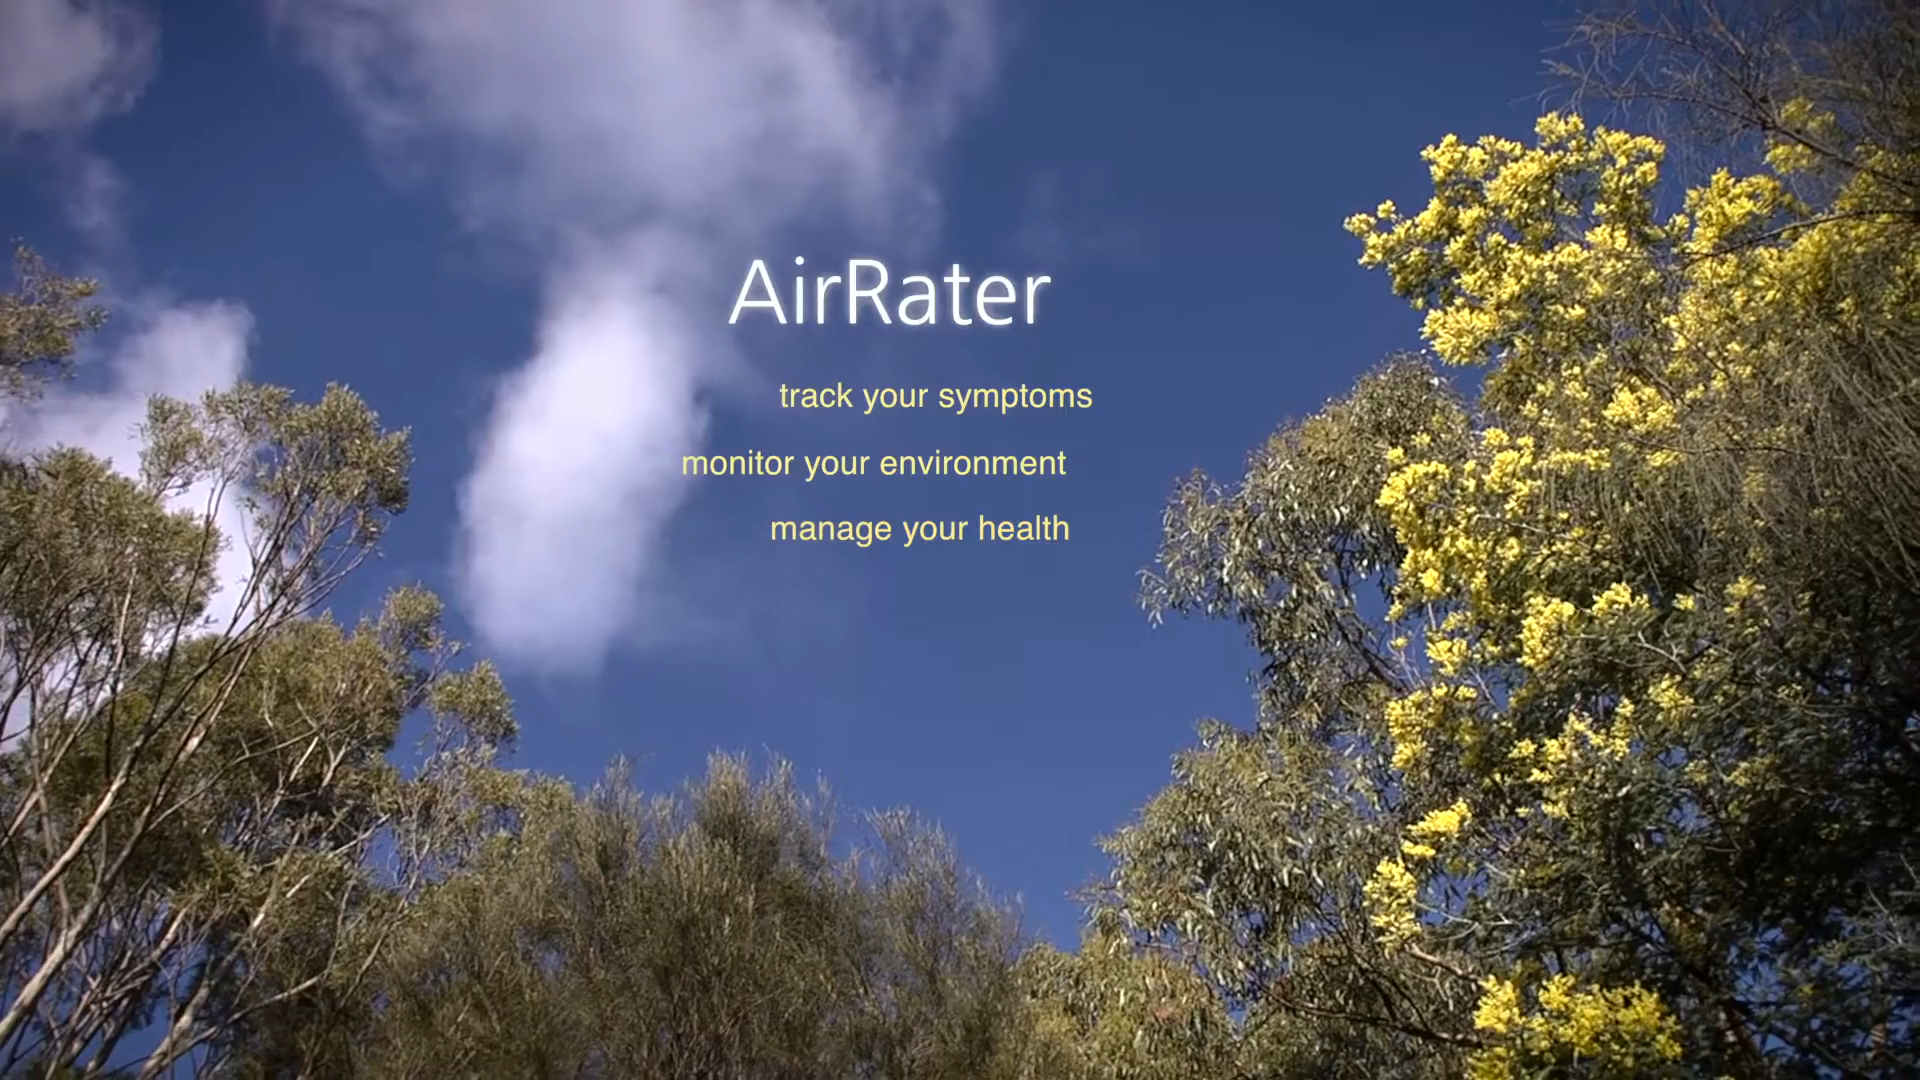 AirRater
track your symptoms
monitor your environment
manage your health